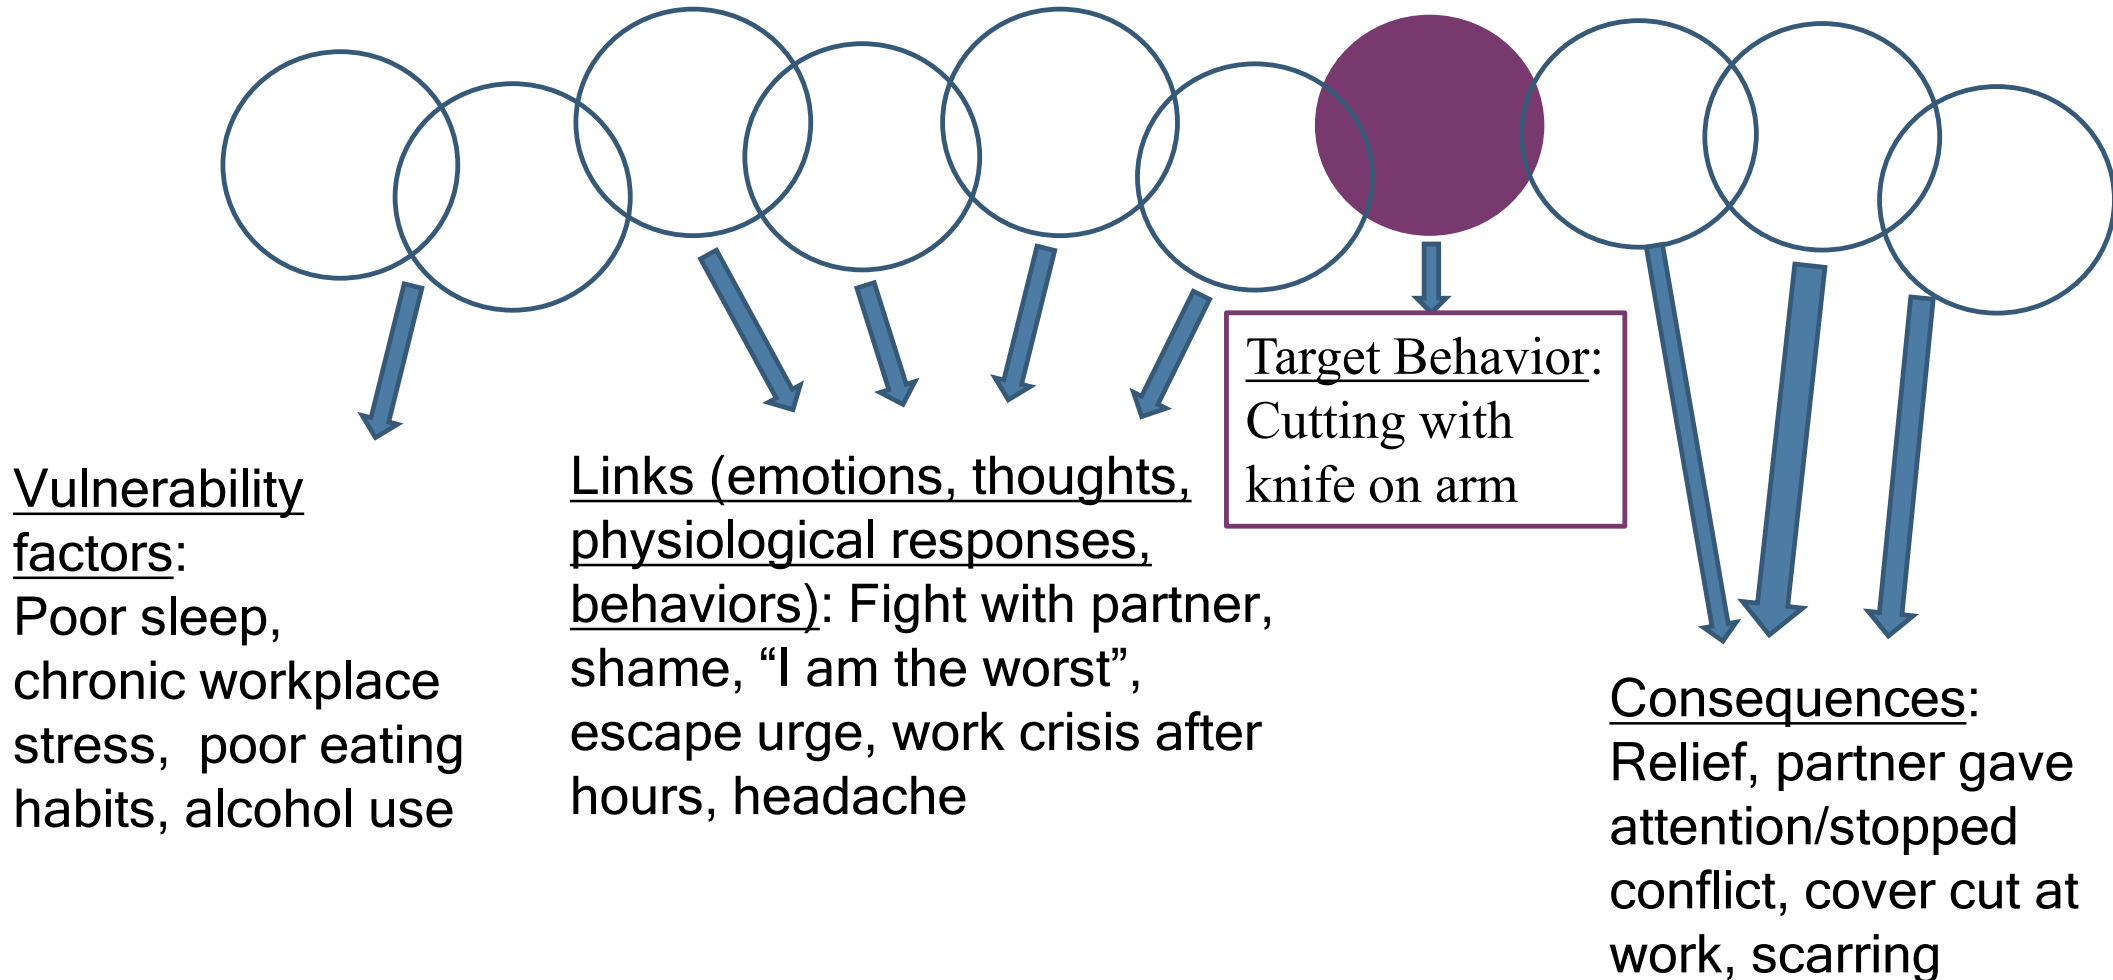 Vulnerability
factors:
Poor sleep,
chronic workplace
stress,  poor eating
habits, alcohol use
Links (emotions, thoughts,
physiological responses,
behaviors): Fight with partner,
shame, “I am the worst”,
escape urge, work crisis after
hours, headache
Target Behavior:
Cutting with
knife on arm
Consequences:
Relief, partner gave
attention/stopped
conflict, cover cut at
work, scarring